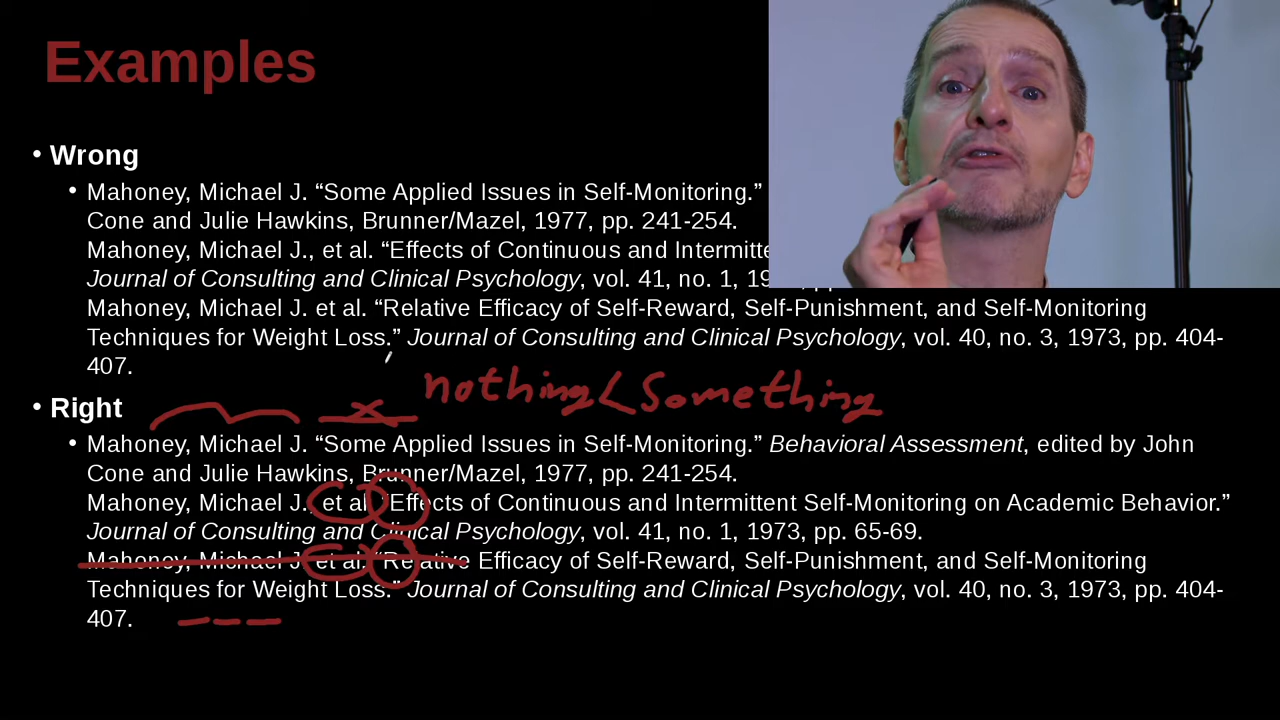 Examples
• Wrong
• Mahoney, Michael J. “Some Applied Issues in Self-Monitoring.”
Cone and Julie Hawkins, Brunner/Mazel, 1977, pp. 241-254.
Mahoney, Michael J., et al. “Effects of Continuous and Intermitte
Journal of Consulting and Clinical Psychology, vol. 41, no. 1, 19
Mahoney, Michael J. et al. “Relative Efficacy of Self-Reward, Self-Punishment, and Self-Monitoring
Techniques for Weight Loss.” Journal of Consulting and Clinical Psychology, vol. 40, no. 3, 1973, pp. 404-
407.
nothing < Something
• Right
• Mahoney, Michael J. “Some Applied Issues in Self-Monitoring.” Behavioral Assessment, edited by John
Cone and Julie Hawkins, Brunner/Mazel, 1977, pp. 241-254.
Mahoney, Michael J., et al. “Effects of Continuous and Intermittent Self-Monitoring on Academic Behavior.”
Journal of Consulting and Clinical Psychology, vol. 41, no. 1, 1973, pp. 65-69.
Mahoney, Michael J. et al. “Relative Efficacy of Self-Reward, Self-Punishment, and Self-Monitoring
Techniques for Weight Loss.” Journal of Consulting and Clinical Psychology, vol. 40, no. 3, 1973, pp. 404-
407.